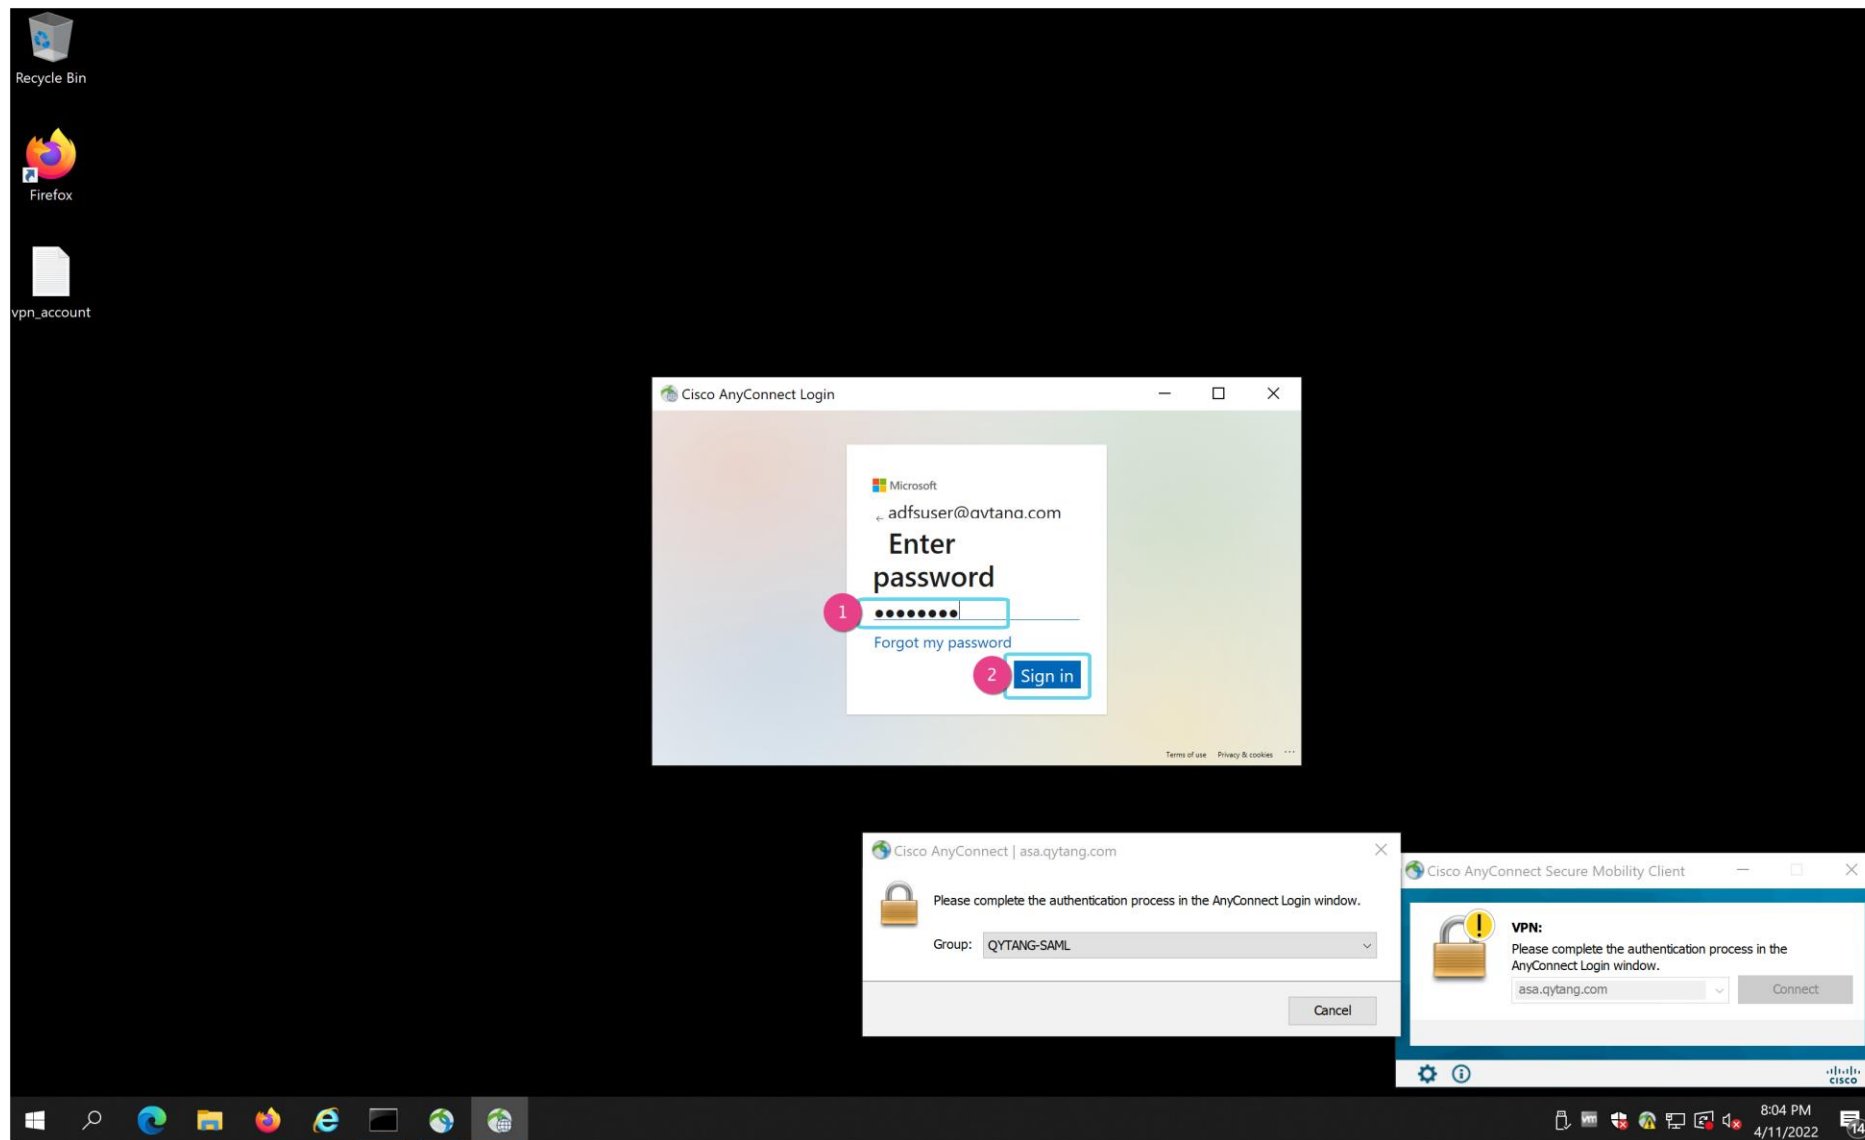 Recycle Bin
Firefox
vpn_account
Cisco AnyConnect Login
Microsoft
← adfsuser@qytang.com
Enter
password
1
••••••••
Forgot my password
2
Sign in
Terms of use Privacy & cookies ...
Cisco AnyConnect | asa.qytang.com
Please complete the authentication process in the AnyConnect Login window.
Group: QYTANG-SAML
Cancel
Cisco AnyConnect Secure Mobility Client
VPN:
Please complete the authentication process in the
AnyConnect Login window.
asa.qytang.com
Connect
cisco
vm
8:04 PM
4/11/2022
14